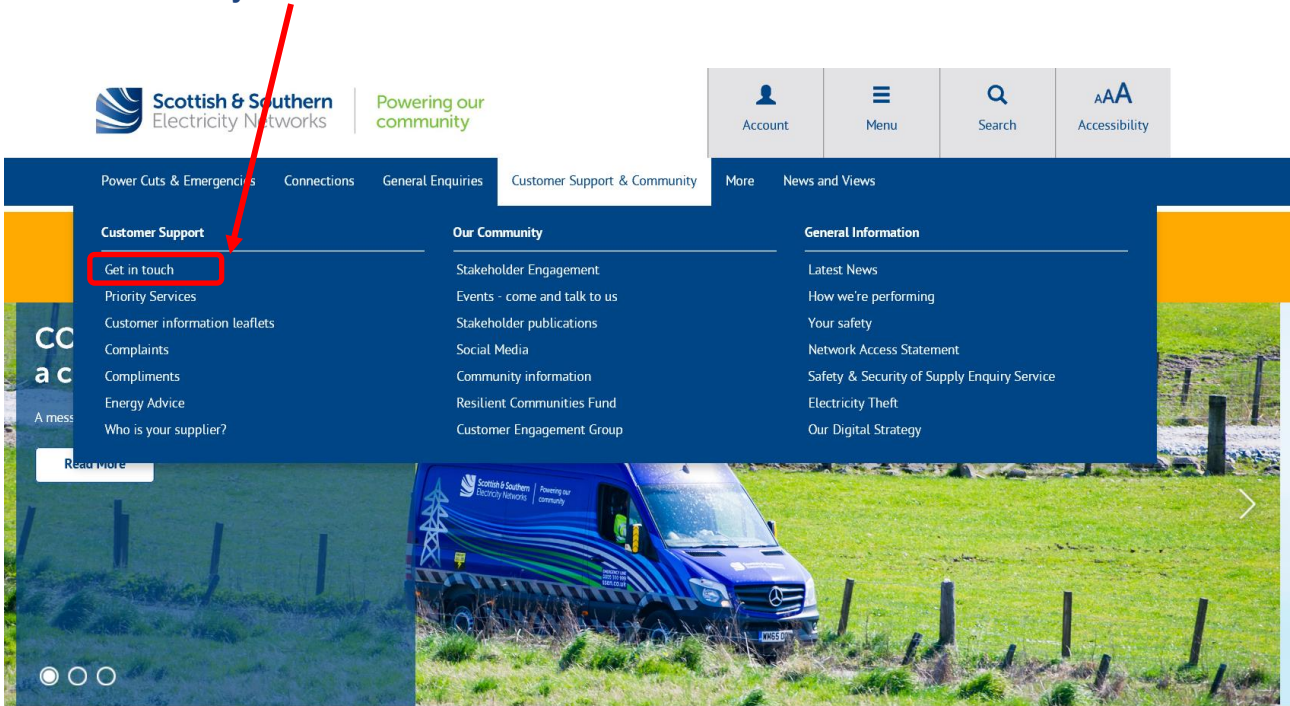 Scottish & Southern
Electricity Networks
Powering our
community
Account
Menu
Search
AAA
Accessibility
Power Cuts & Emergencies
Connections
General Enquiries
Customer Support & Community
More
News and Views
Customer Support
Get in touch
Priority Services
Customer information leaflets
Complaints
Compliments
Energy Advice
Who is your supplier?
Our Community
Stakeholder Engagement
Events - come and talk to us
Stakeholder publications
Social Media
Community information
Resilient Communities Fund
Customer Engagement Group
General Information
Latest News
How we're performing
Your safety
Network Access Statement
Safety & Security of Supply Enquiry Service
Electricity Theft
Our Digital Strategy
CO
a c
A mess
Read More
Scottish & Southern
Electricity Networks
Powering our
community